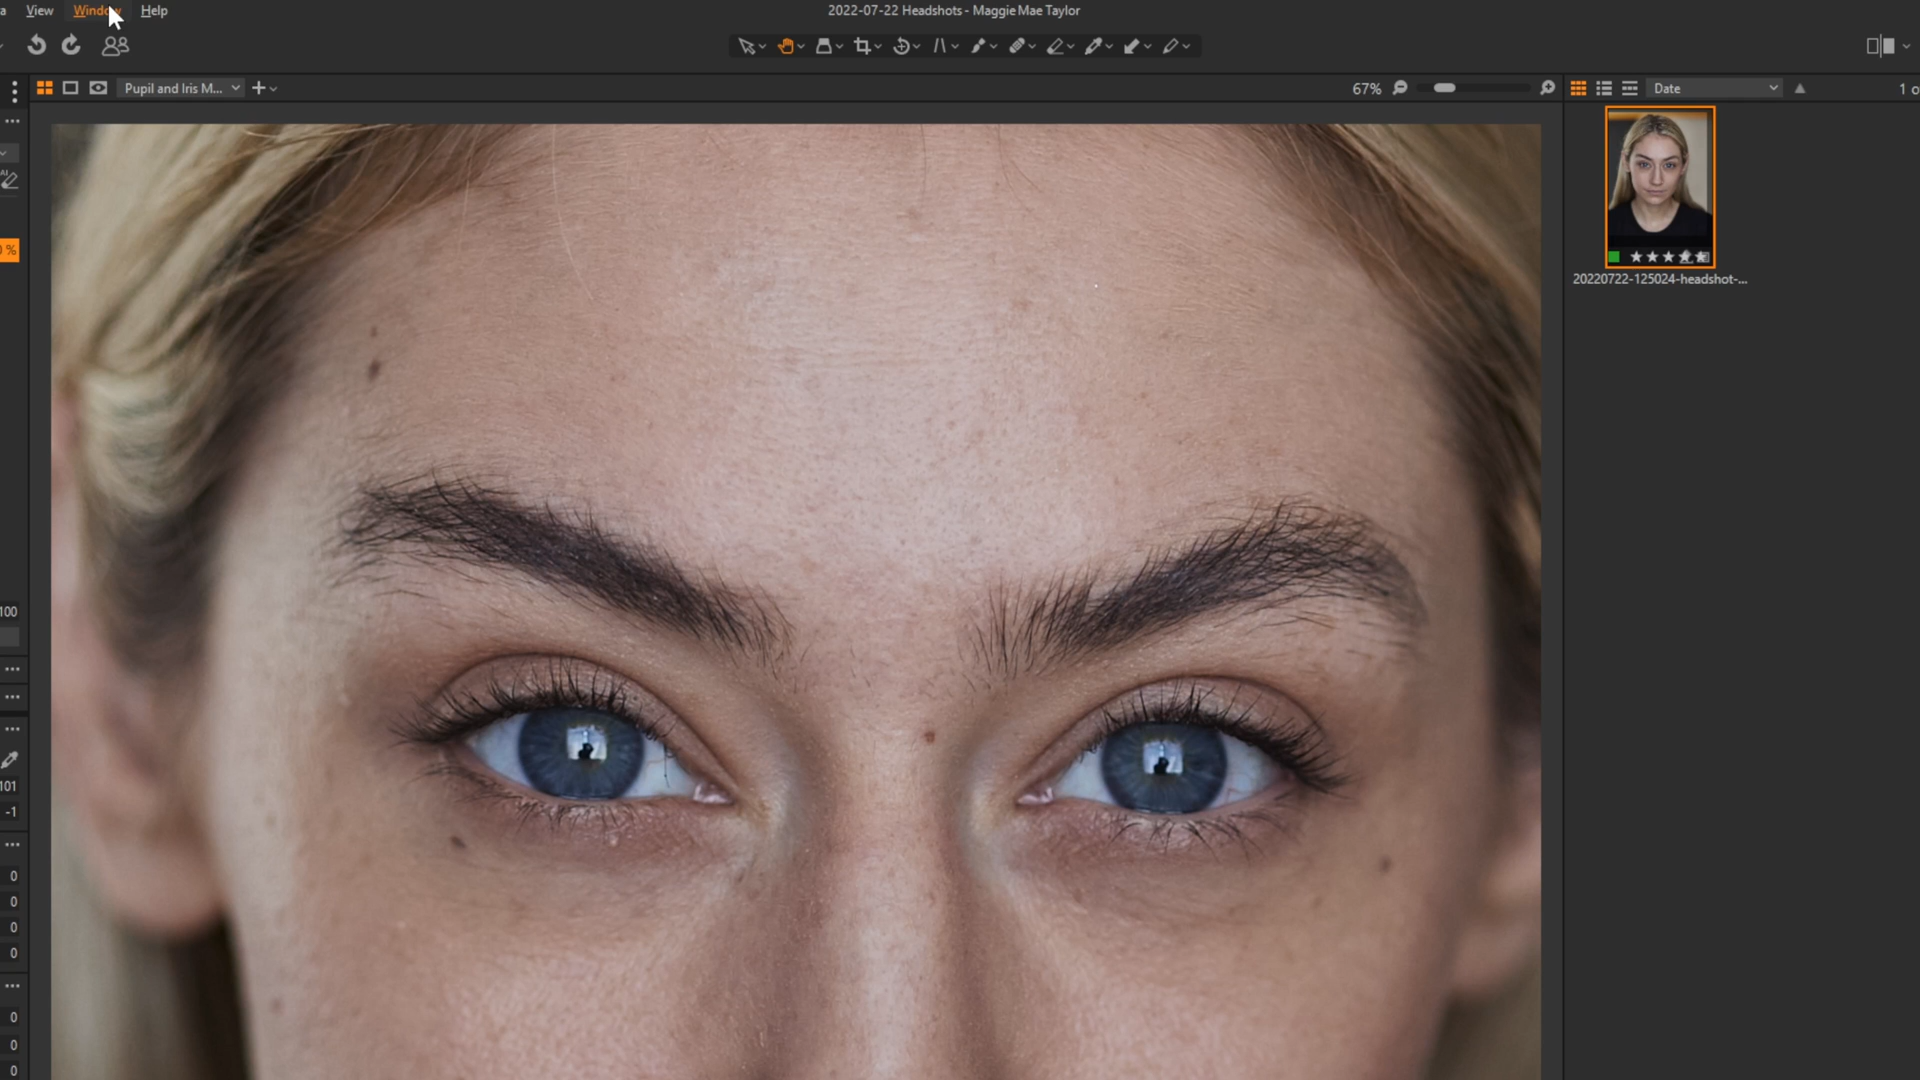 View Window Help
2022-07-22 Headshots - Maggie Mae Taylor
Pupil and Iris M...
67%
Date
1 o
AI
%
20220722-125024-headshot-...
100
101
-1
0
0
0
0
0
0
0